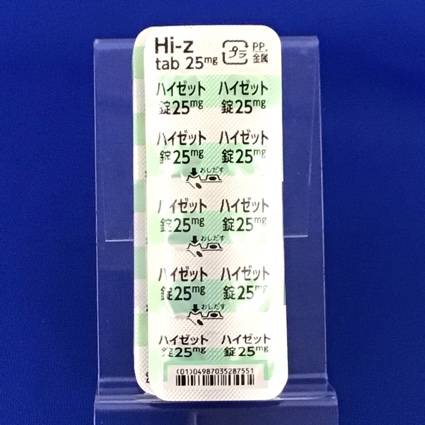 Hi-z
tab 25mg
プラ
PP,
金属
ハイゼット ハイゼット
錠25mg 錠25mg
ハイゼット ハイゼット
錠25mg 錠25mg
おしだす
ハイゼット ハイゼット
錠25mg 錠25mg
おしだす
ハイゼット ハイゼット
錠25mg 錠25mg
おしだす
ハイゼット ハイゼット
錠25mg 錠25mg
(01)04987035287551